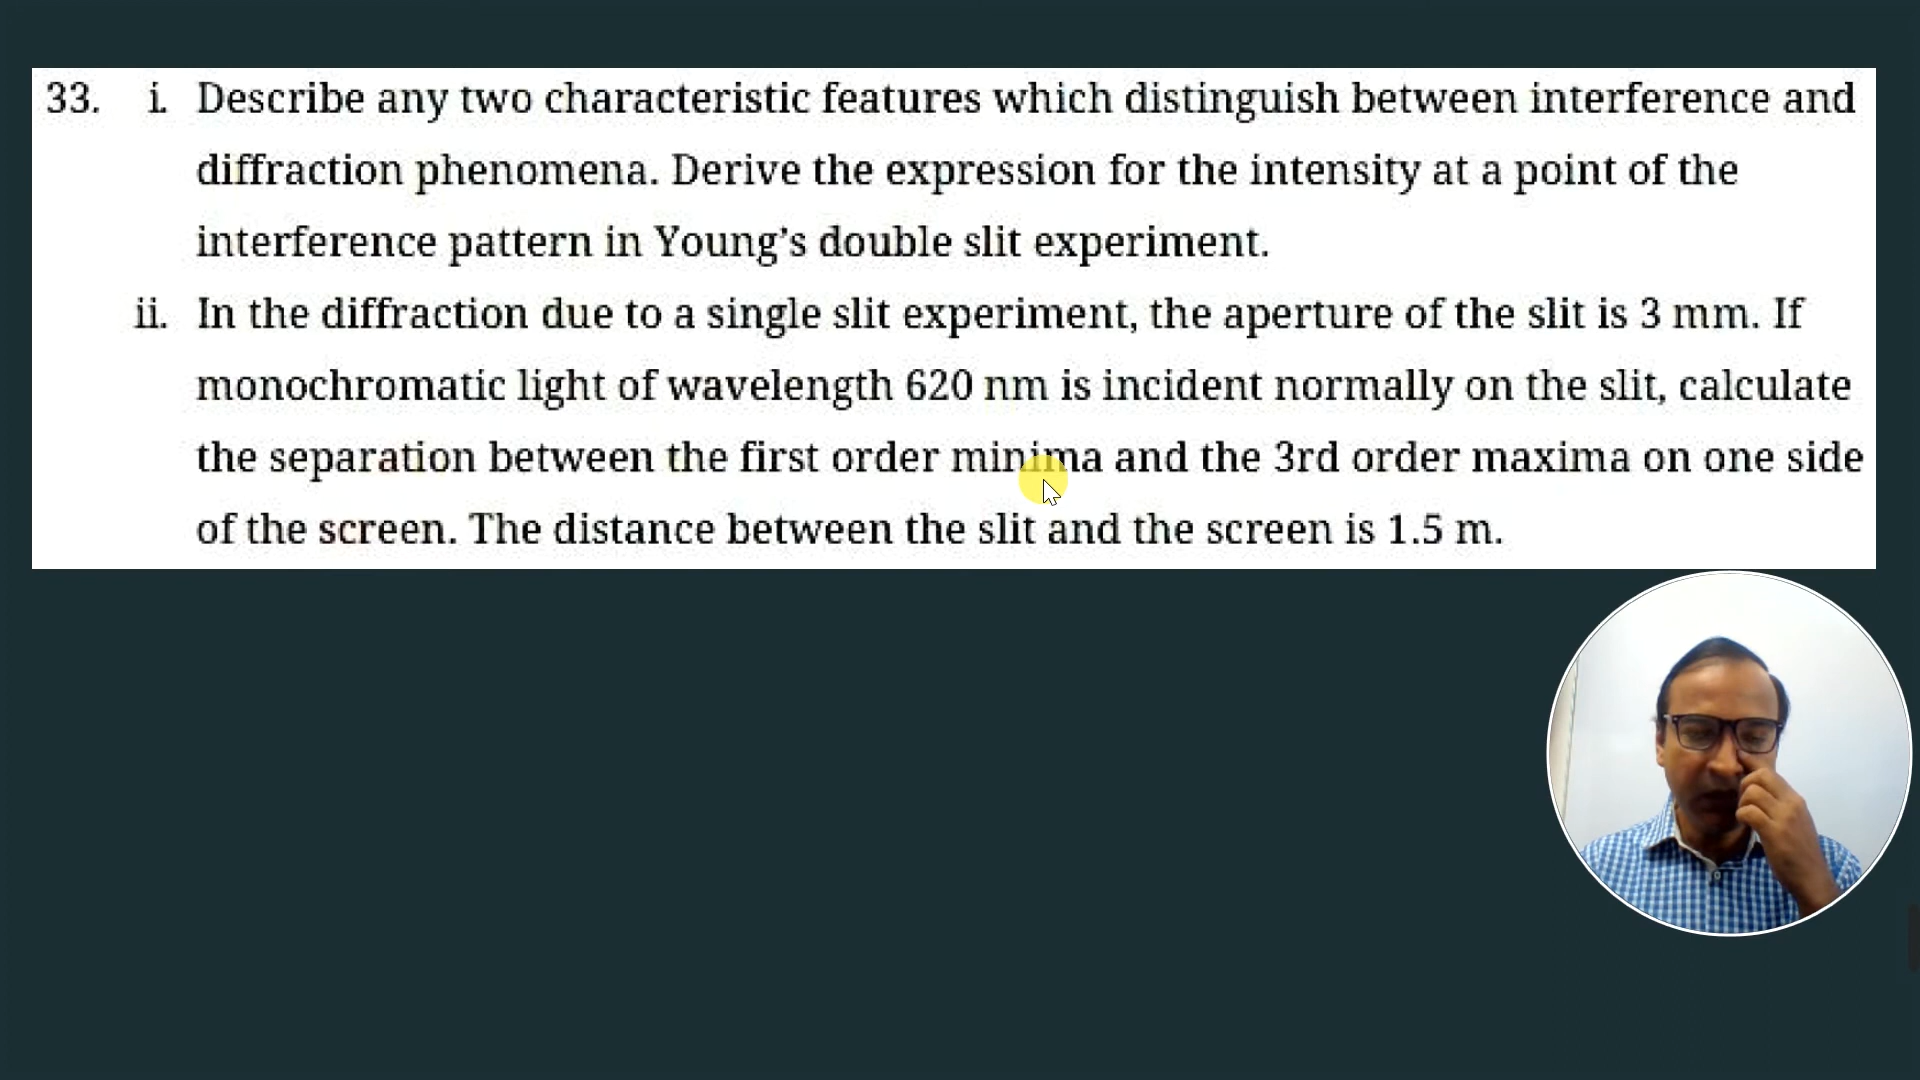 33. i. Describe any two characteristic features which distinguish between interference and
diffraction phenomena. Derive the expression for the intensity at a point of the
interference pattern in Young’s double slit experiment.
ii. In the diffraction due to a single slit experiment, the aperture of the slit is 3 mm. If
monochromatic light of wavelength 620 nm is incident normally on the slit, calculate
the separation between the first order minima and the 3rd order maxima on one side
of the screen. The distance between the slit and the screen is 1.5 m.